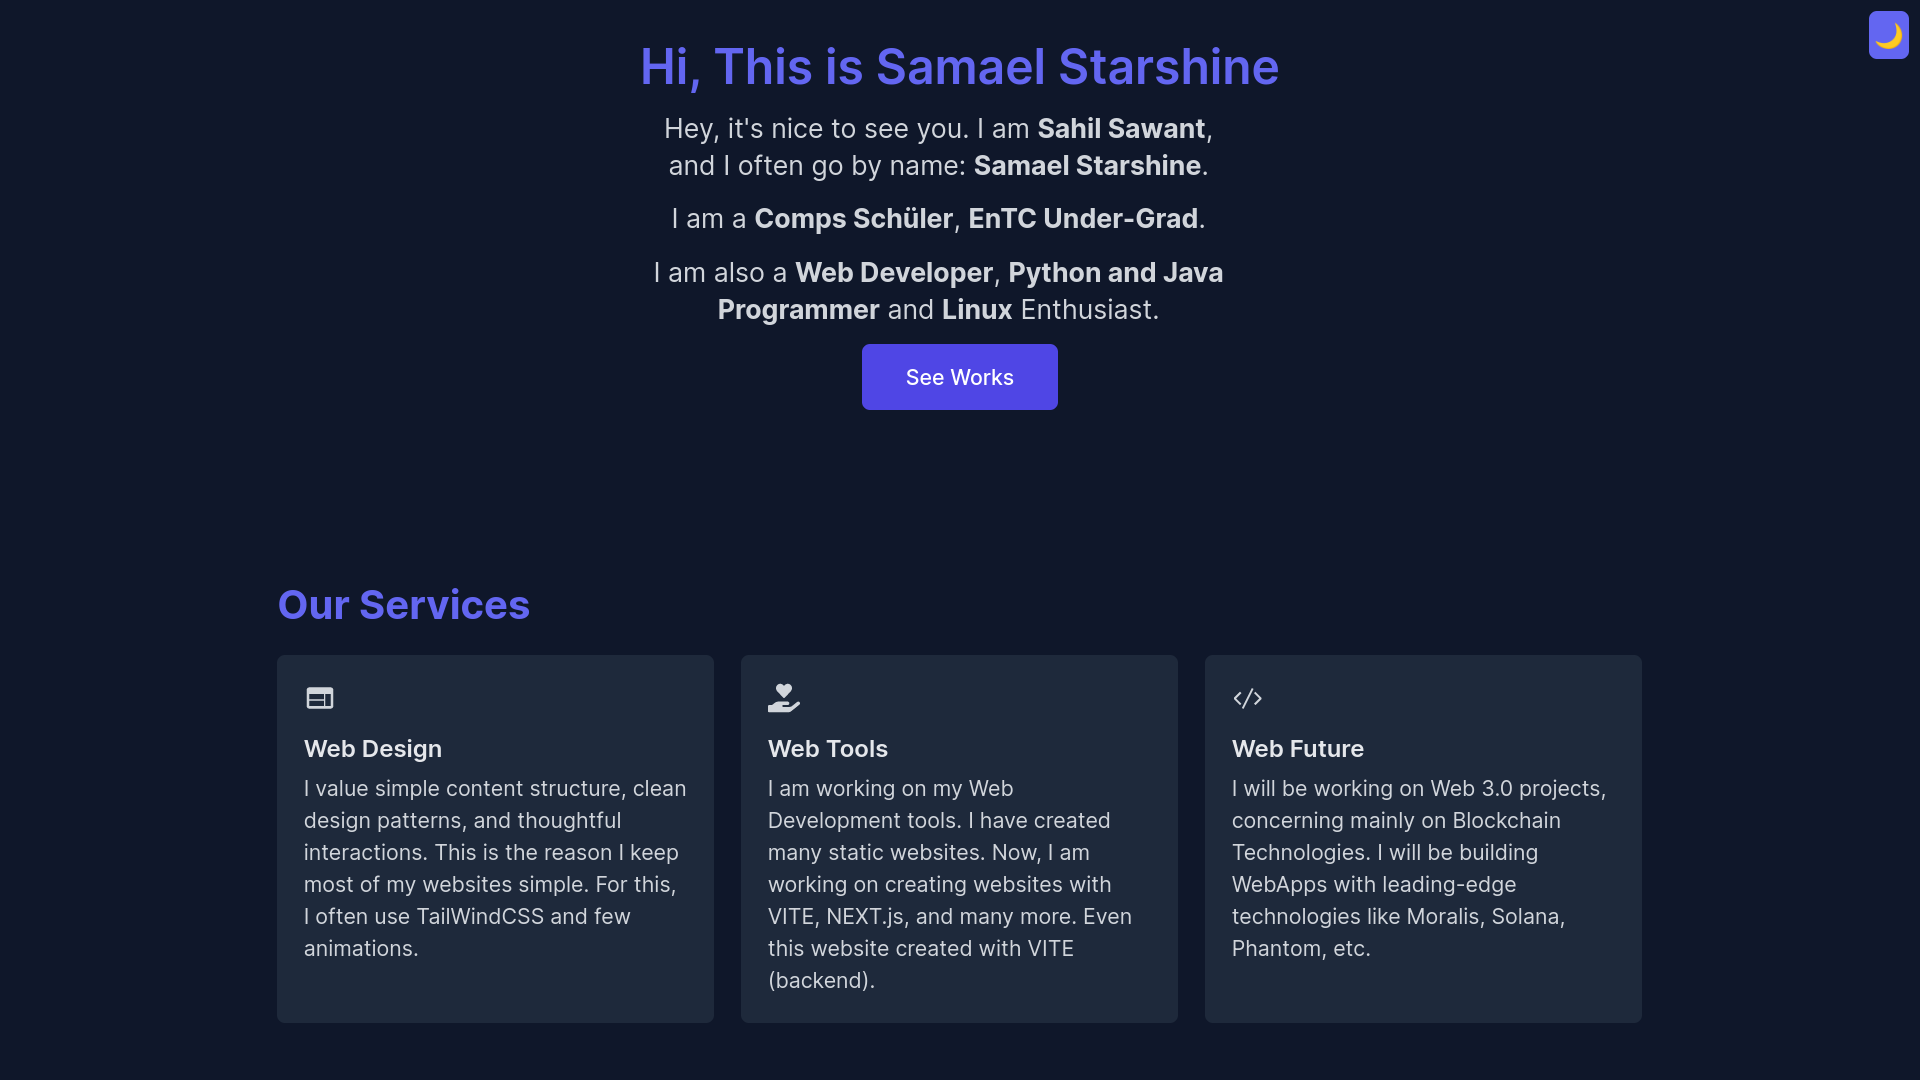 Hi, This is Samael Starshine
Hey, it's nice to see you. I am Sahil Sawant,
and I often go by name: Samael Starshine.
I am a Comps Schüler, EnTC Under-Grad.
I am also a Web Developer, Python and Java
Programmer and Linux Enthusiast.
See Works
Our Services
Web Design
I value simple content structure, clean
design patterns, and thoughtful
interactions. This is the reason I keep
most of my websites simple. For this,
I often use TailWindCSS and few
animations.
Web Tools
I am working on my Web
Development tools. I have created
many static websites. Now, I am
working on creating websites with
VITE, NEXT.js, and many more. Even
this website created with VITE
(backend).
Web Future
I will be working on Web 3.0 projects,
concerning mainly on Blockchain
Technologies. I will be building
WebApps with leading-edge
technologies like Moralis, Solana,
Phantom, etc.